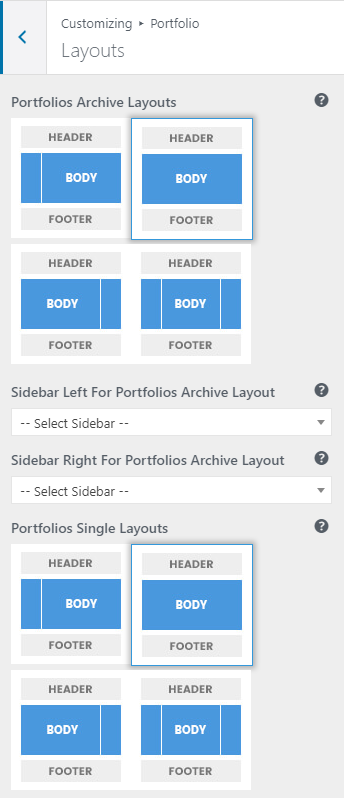 Customizing ▸ Portfolio
Layouts
Portfolios Archive Layouts ?
HEADER HEADER
BODY BODY
FOOTER FOOTER
HEADER HEADER
BODY BODY
FOOTER FOOTER
Sidebar Left For Portfolios Archive Layout ?
-- Select Sidebar --
Sidebar Right For Portfolios Archive Layout ?
-- Select Sidebar --
Portfolios Single Layouts ?
HEADER HEADER
BODY BODY
FOOTER FOOTER
HEADER HEADER
BODY BODY
FOOTER FOOTER